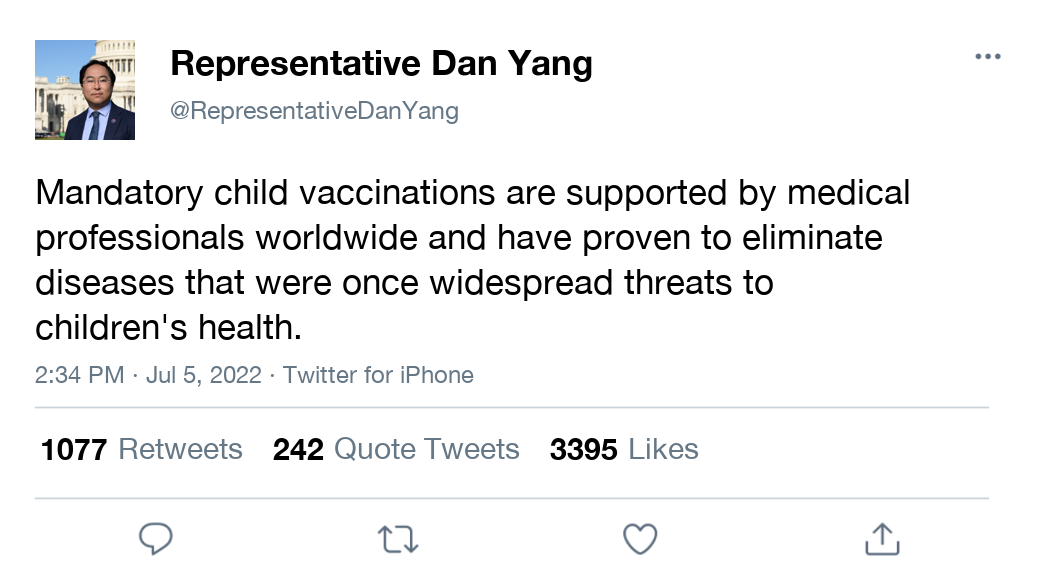 Representative Dan Yang
@RepresentativeDanYang
Mandatory child vaccinations are supported by medical
professionals worldwide and have proven to eliminate
diseases that were once widespread threats to
children's health.
2:34 PM · Jul 5, 2022 · Twitter for iPhone
1077 Retweets 242 Quote Tweets 3395 Likes